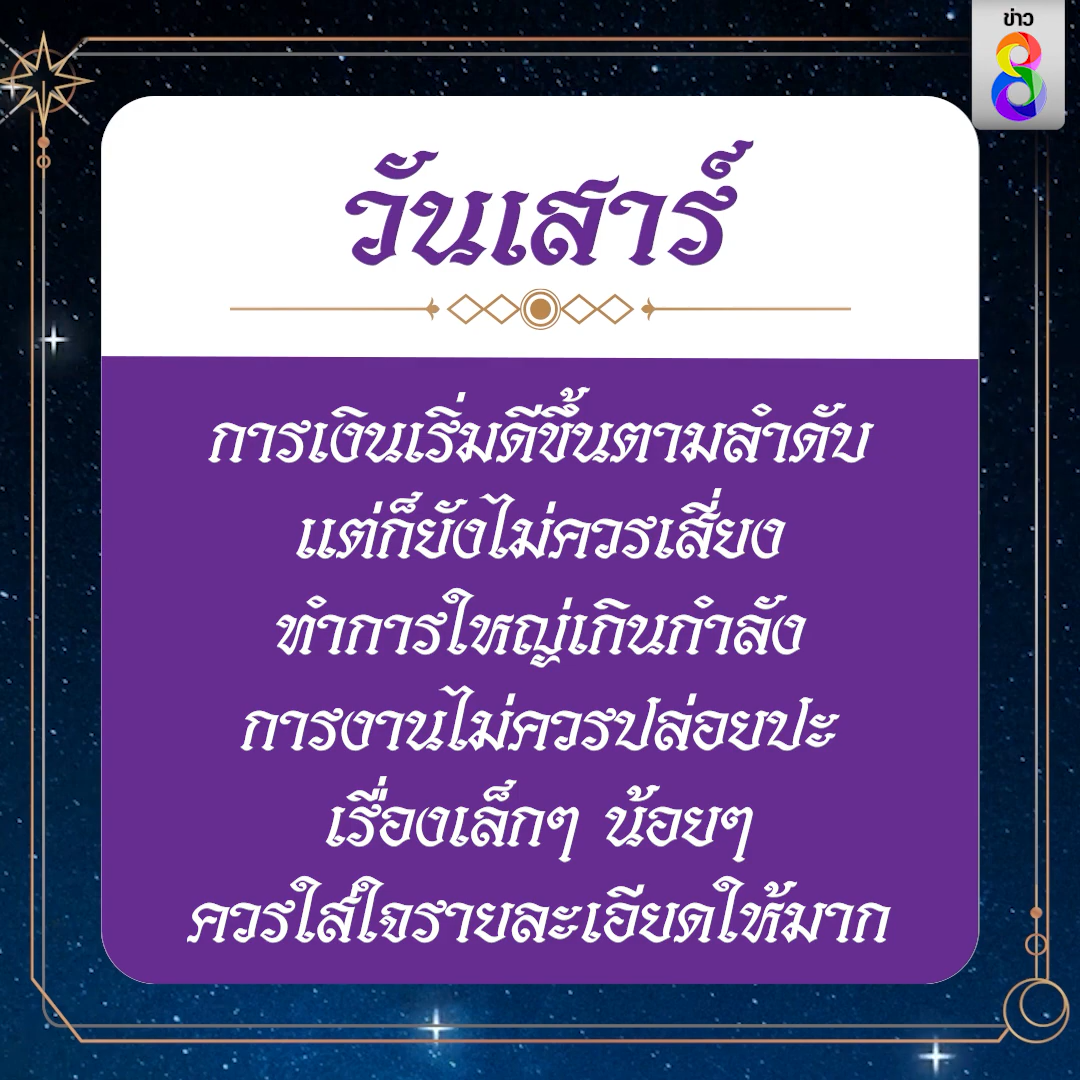 ข่าว
8
วันเสาร์
การเงินเริ่มดีขึ้นตามลำดับ
แต่ก็ยังไม่ควรเสี่ยง
ทำการใหญ่เกินกำลัง
การงานไม่ควรปล่อยปะ
เรื่องเล็กๆ น้อยๆ
ควรใส่ใจรายละเอียดให้มาก